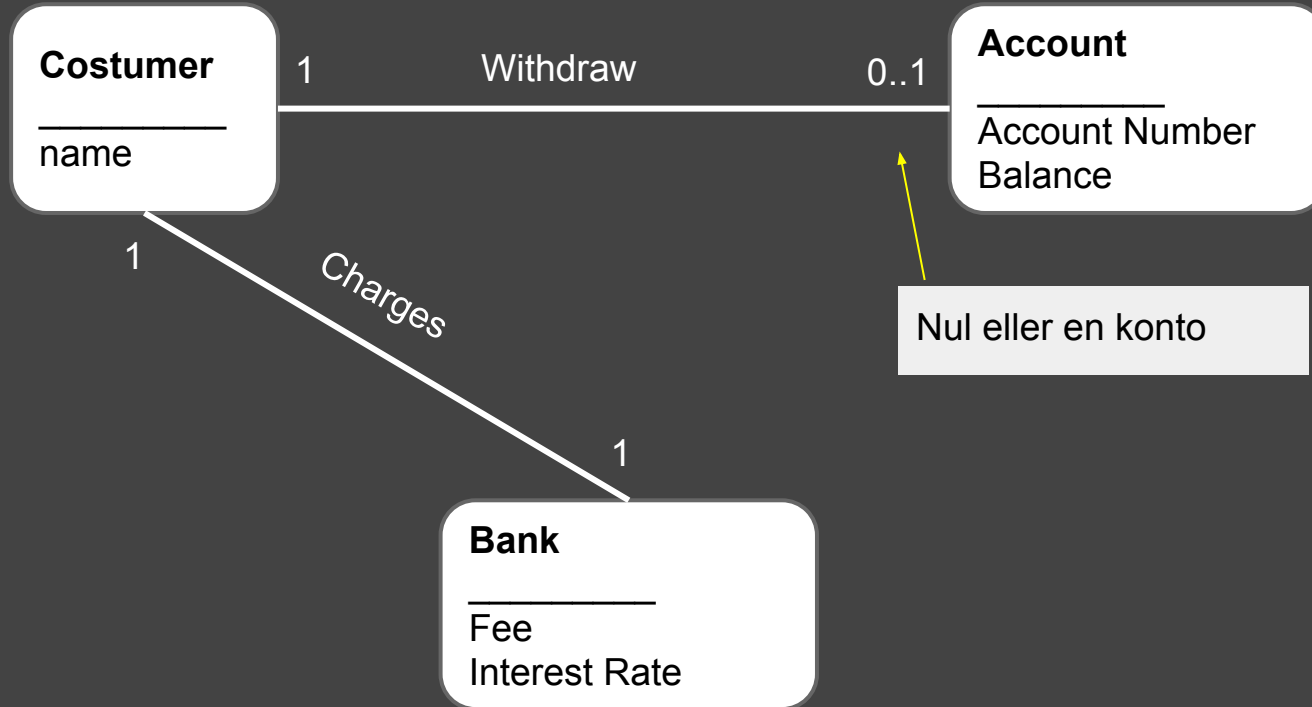 Costumer
_________
name
1
Withdraw
0..1
Account
_________
Account Number
Balance
1
Charges
Nul eller en konto
1
Bank
_________
Fee
Interest Rate